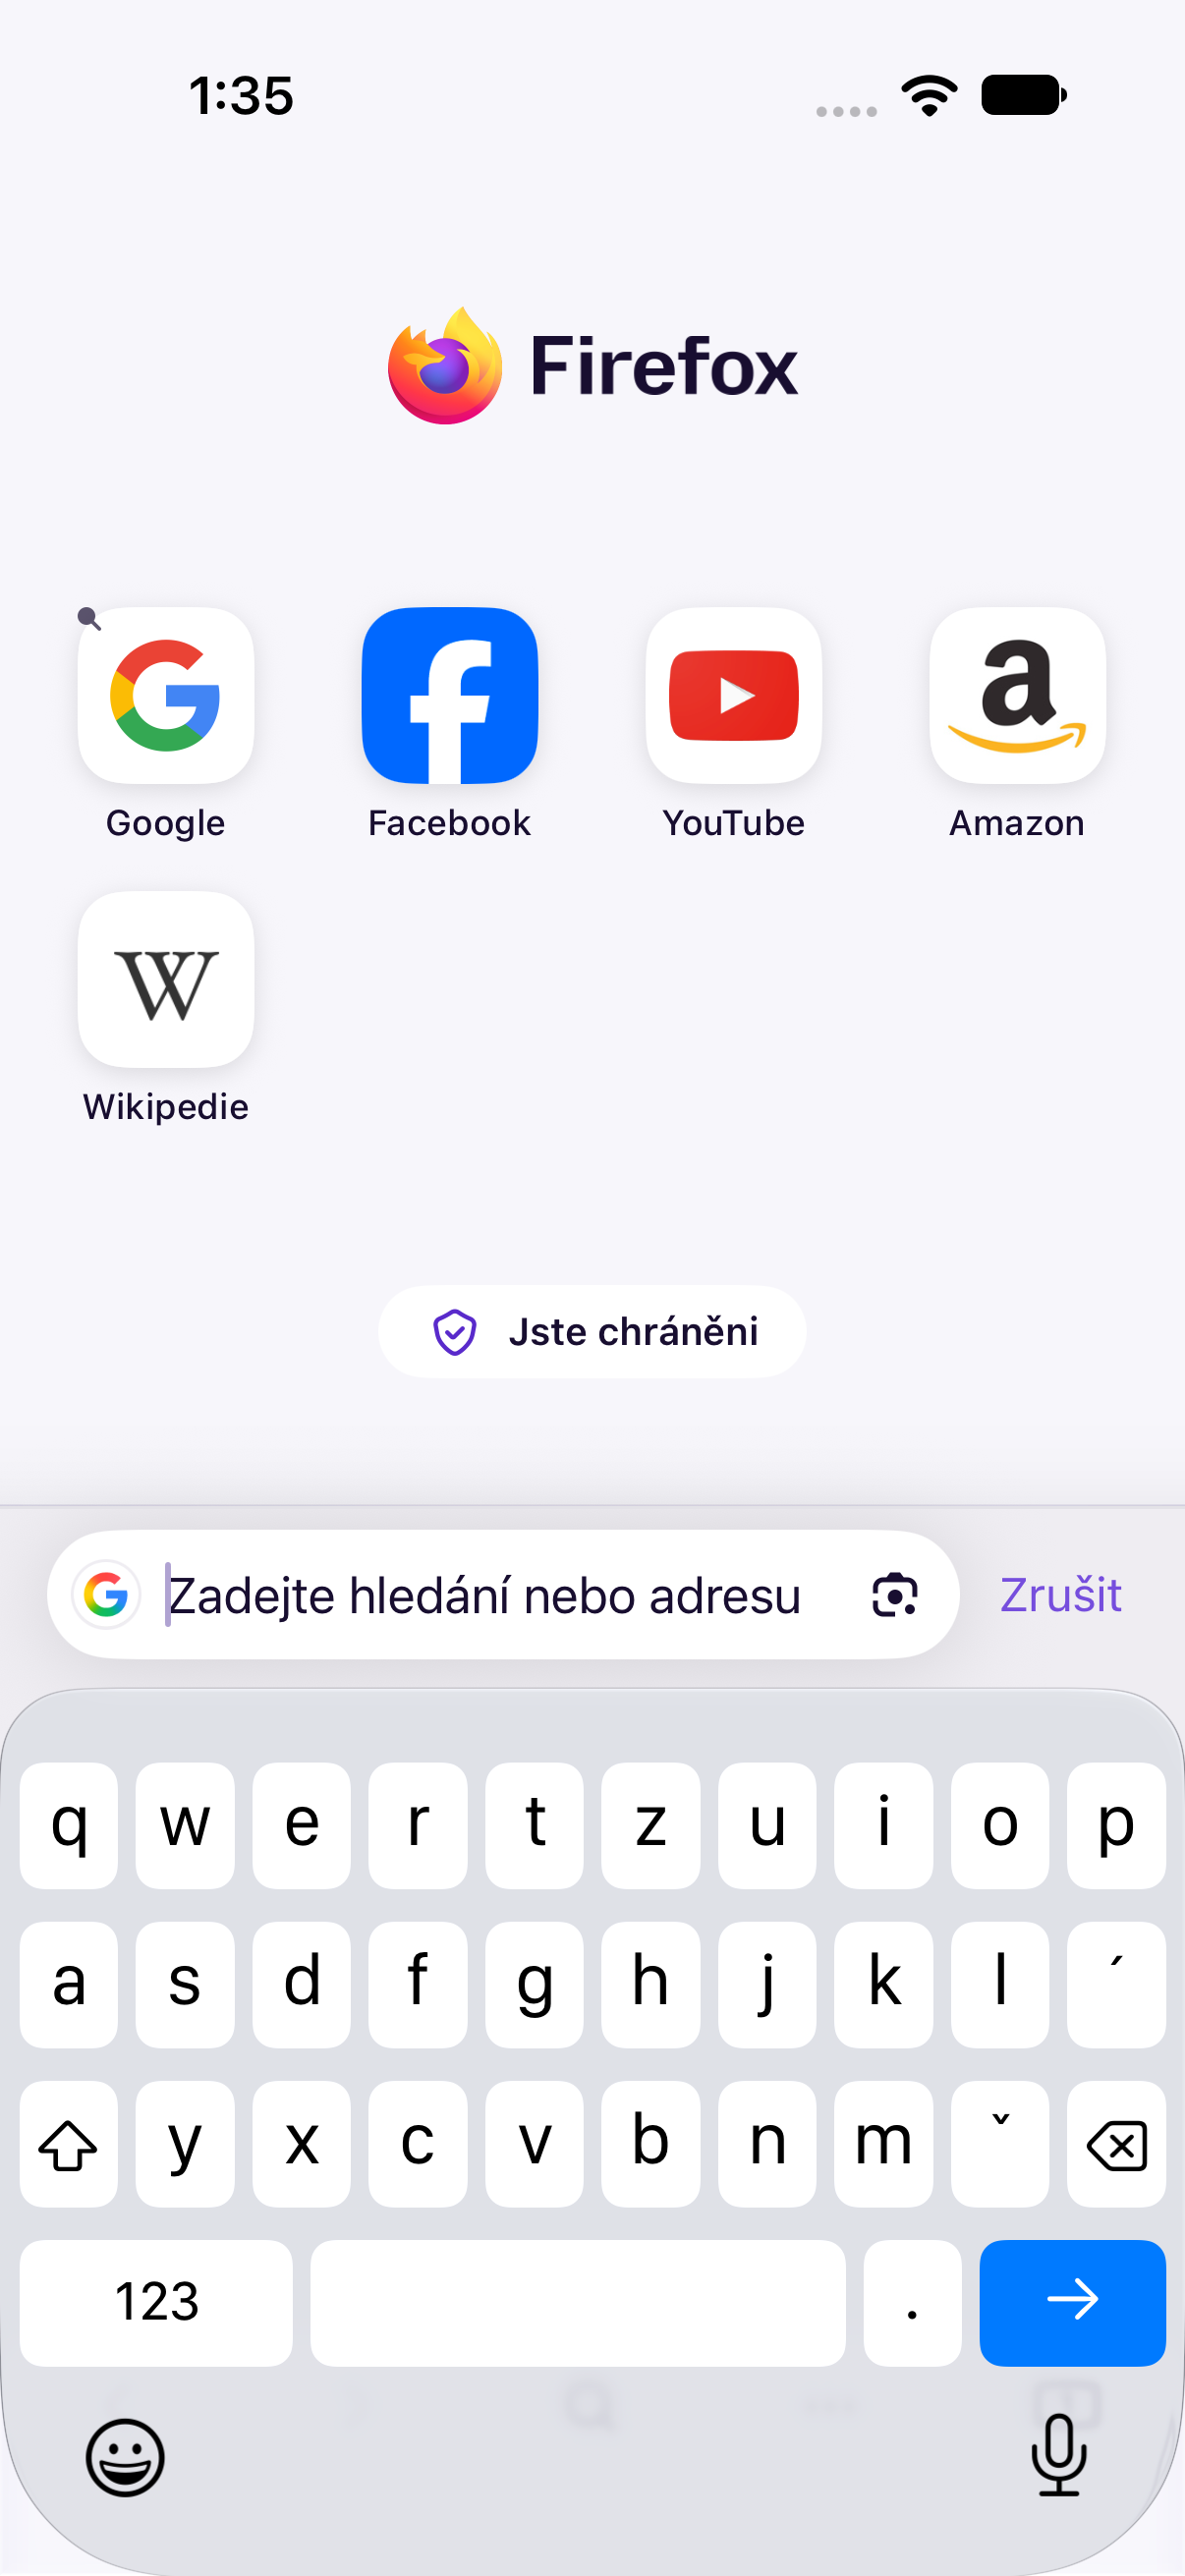 1:35
Firefox
Google
Facebook
YouTube
Amazon
W
Wikipedie
Jste chráněni
Zadejte hledání nebo adresu
Zrušit
q w e r t z u i o p
a s d f g h j k l ´
y x c v b n m ˇ
123 .